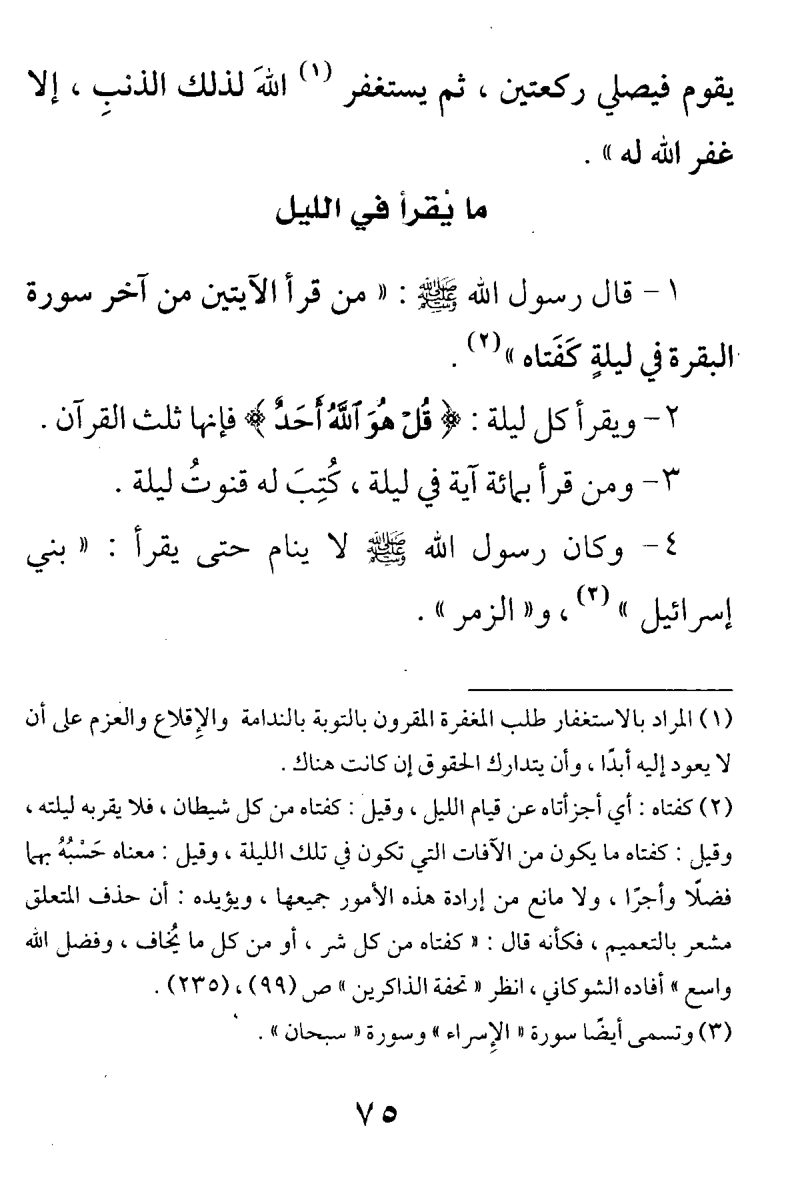 يقوم فيصلي ركعتين ، ثم يستغفر (١) اللهَ لذلك الذنبِ ، إلا
غفر الله له » .
ما يُقرأ في الليل
١- قال رسول الله ﷺ : « من قرأ الآيتين من آخر سورة
البقرة في ليلةٍ كَفَتاه »(٢) .
٢- ويقرأ كل ليلة : ﴿ قُلْ هُوَ ٱللَّهُ أَحَدٌ ﴾ فإنها ثلث القرآن .
٣- ومن قرأ بمائة آية في ليلة ، كُتِبَ له قنوتُ ليلة .
٤- وكان رسول الله ﷺ لا ينام حتى يقرأ : « بني
إسرائيل » (٣) ، و« الزمر » .
(١) المراد بالاستغفار طلب المغفرة المقرون بالتوبة بالندامة والإِقلاع والعزم على أن
لا يعود إليه أبدًا ، وأن يتدارك الحقوق إن كانت هناك .
(٢) كفتاه : أي أجزأتاه عن قيام الليل ، وقيل : كفتاه من كل شيطان ، فلا يقربه ليلته ،
وقيل : كفتاه ما يكون من الآفات التي تكون في تلك الليلة ، وقيل : معناه حَسْبُهُ بهما
فضلًا وأجرًا ، ولا مانع من إرادة هذه الأمور جميعها ، ويؤيده : أن حذف المتعلق
مشعر بالتعميم ، فكأنه قال : « كفتاه من كل شر ، أو من كل ما يُخاف ، وفضل الله
واسع » أفاده الشوكاني ، انظر « تحفة الذاكرين » ص (٩٩) ، (٢٣٥) .
(٣) وتسمى أيضًا سورة « الإِسراء » وسورة « سبحان » .
٧٥